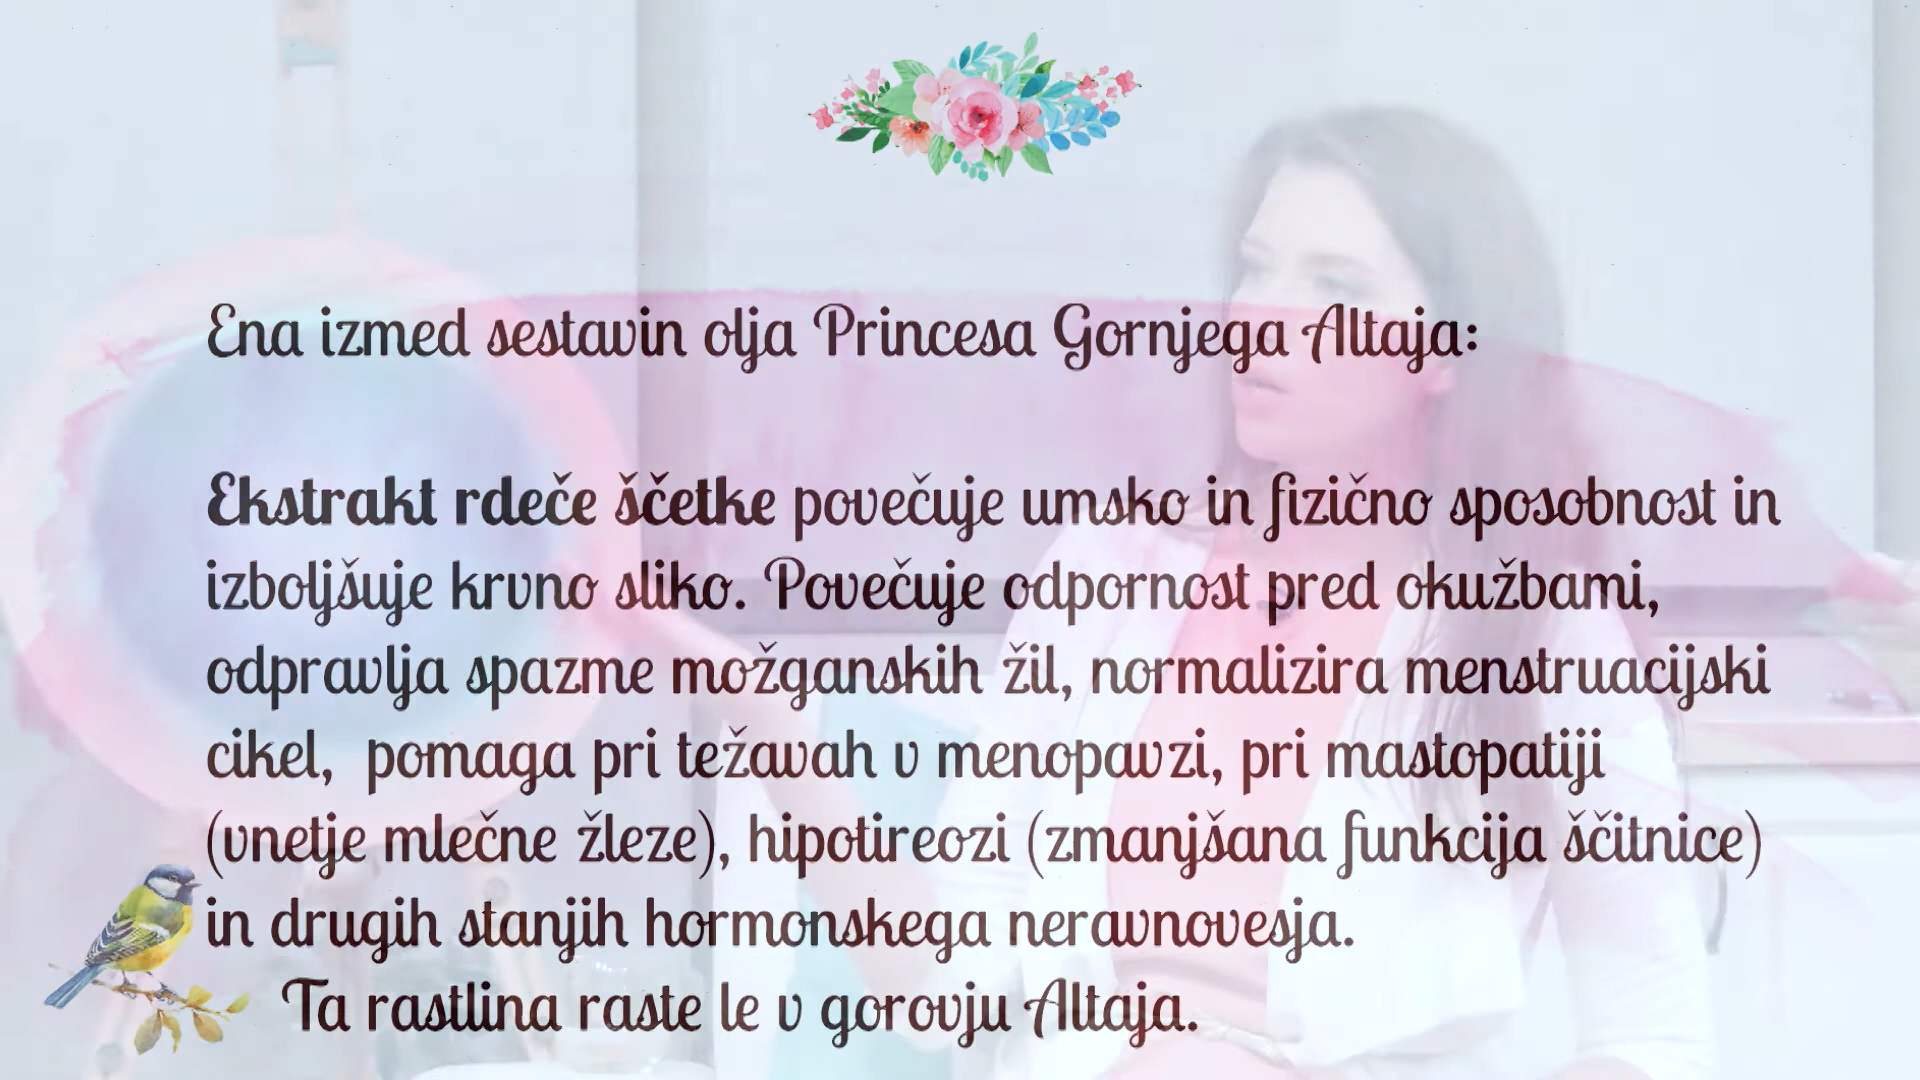 Ena izmed sestavin olja Princesa Gornjega Altaja:
Ekstrakt rdeče ščetke povečuje umsko in fizično sposobnost in
izboljšuje krvno sliko. Povečuje odpornost pred okužbami,
odpravlja spazme možganskih žil, normalizira menstruacijski
cikel,  pomaga pri težavah v menopavzi, pri mastopatiji
(vnetje mlečne žleze), hipotireozi (zmanjšana funkcija ščitnice)
in drugih stanjih hormonskega neravnovesja.
Ta rastlina raste le v gorovju Altaja.